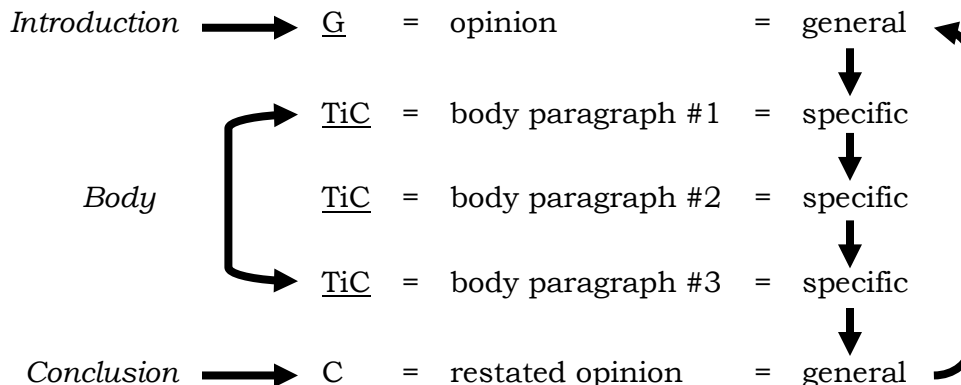 Introduction G = opinion = general
TiC = body paragraph #1 = specific
Body TiC = body paragraph #2 = specific
TiC = body paragraph #3 = specific
Conclusion C = restated opinion = general